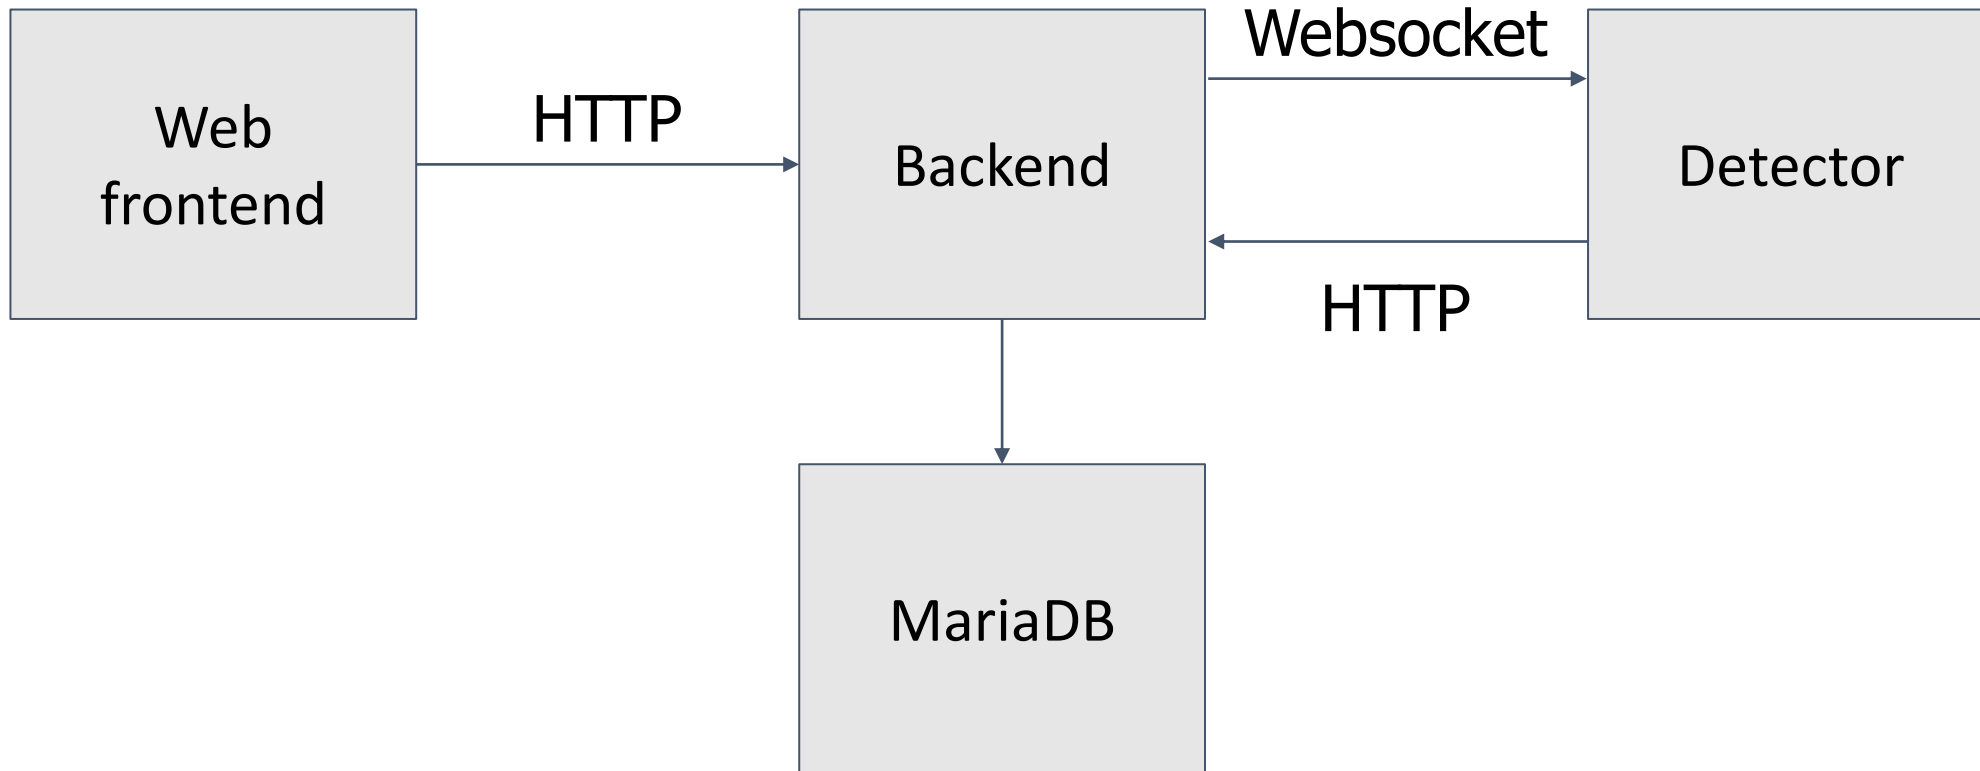 Web
frontend
HTTP
Backend
Websocket
HTTP
Detector
MariaDB